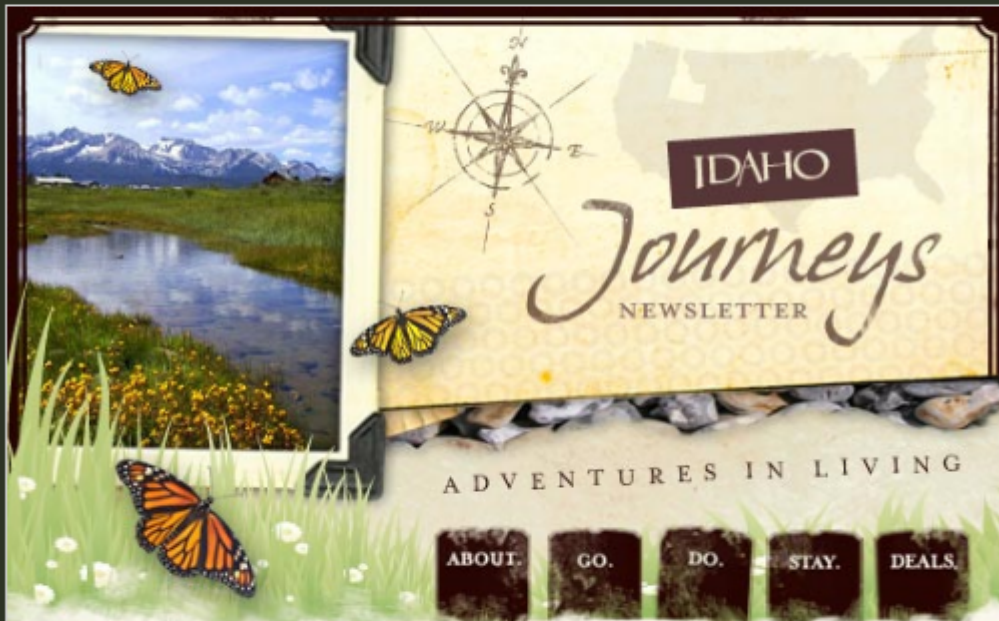 N
W
E
S
IDAHO
Journeys
NEWSLETTER
ADVENTURES IN LIVING
ABOUT.
GO.
DO.
STAY.
DEALS.